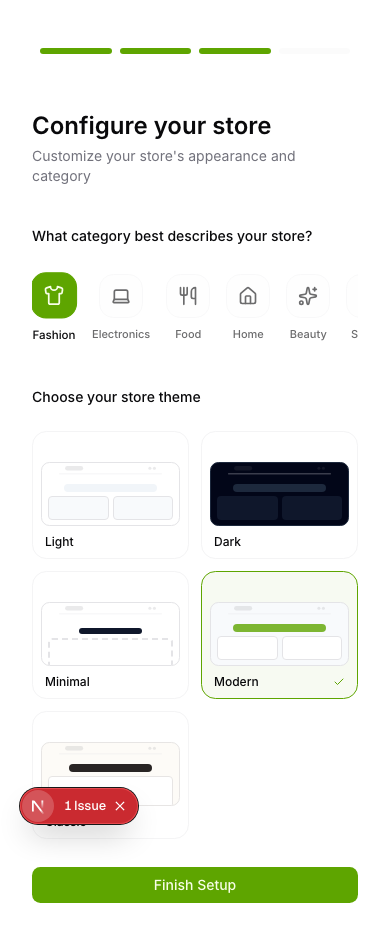 Configure your store
Customize your store's appearance and
category
What category best describes your store?
Fashion
Electronics
Food
Home
Beauty
S
Choose your store theme
Light
Dark
Minimal
Modern
N
1 Issue
Finish Setup